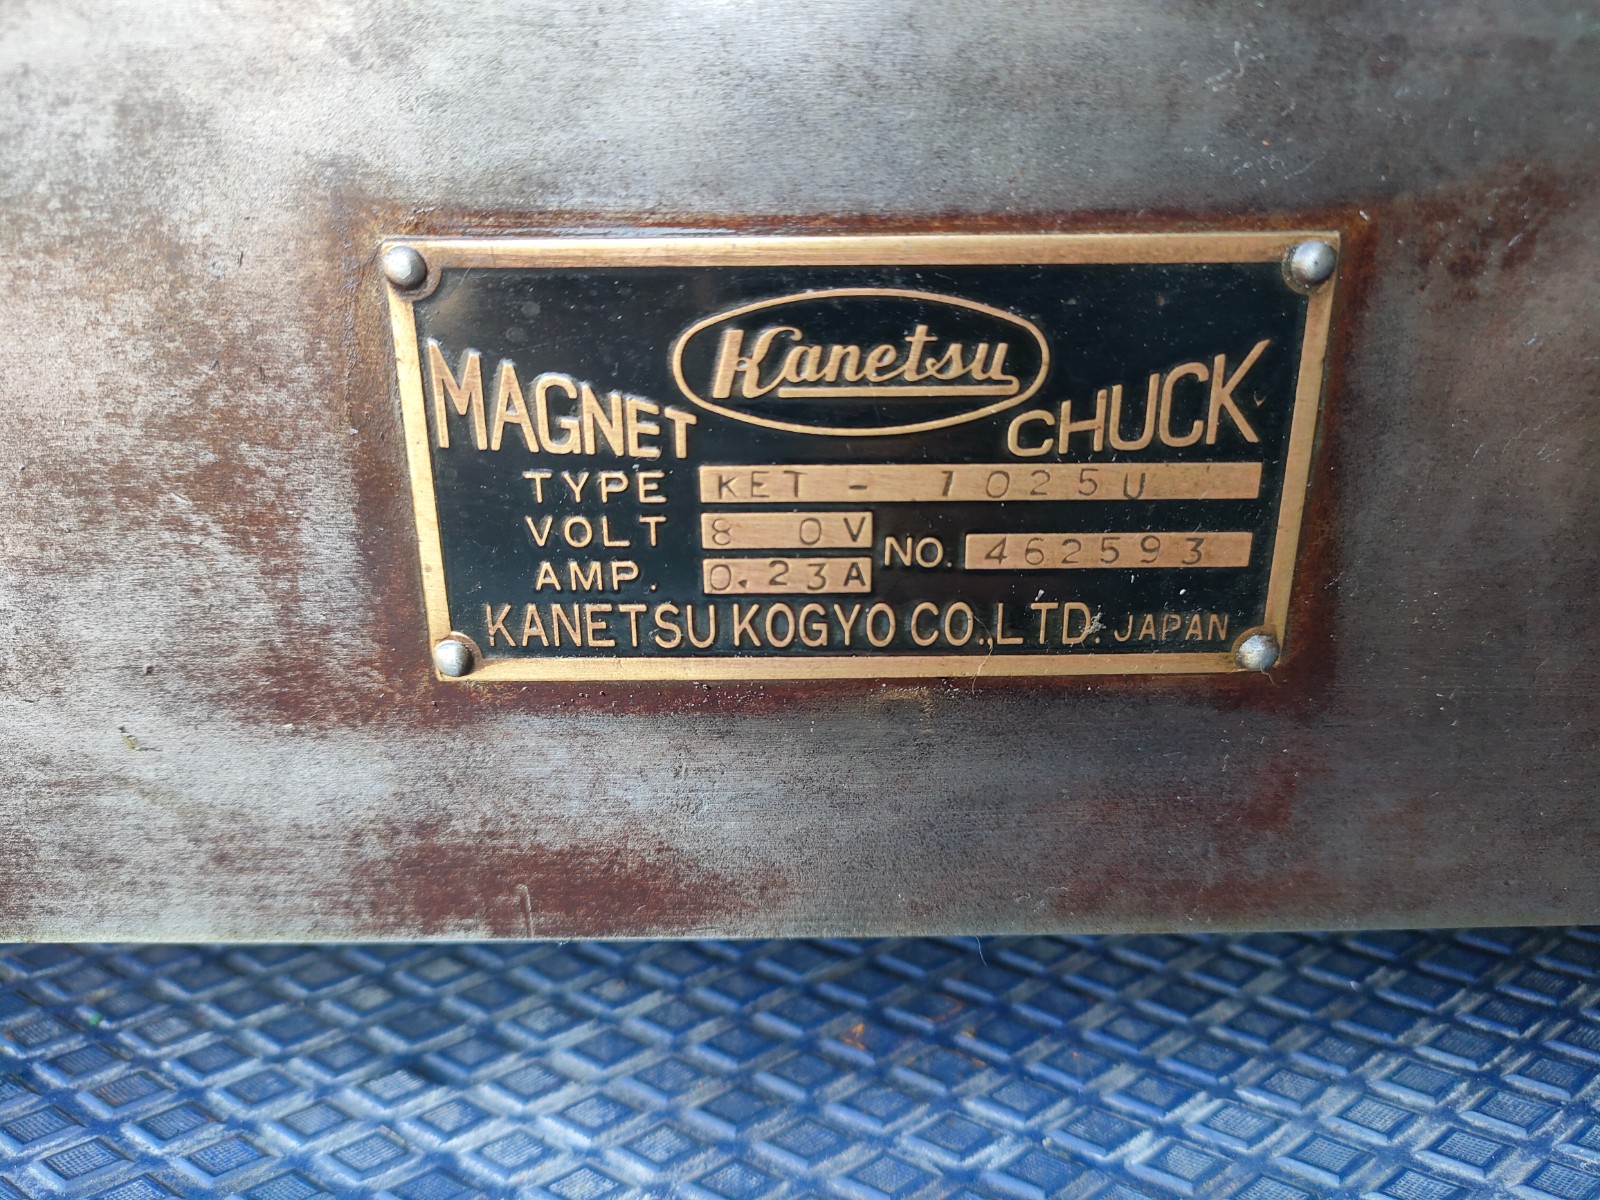 Kanetsu
MAGNET CHUCK
TYPE KET - 1025U
VOLT 80V
AMP. 0.23A
NO. 462593
KANETSU KOGYO CO.,LTD. JAPAN